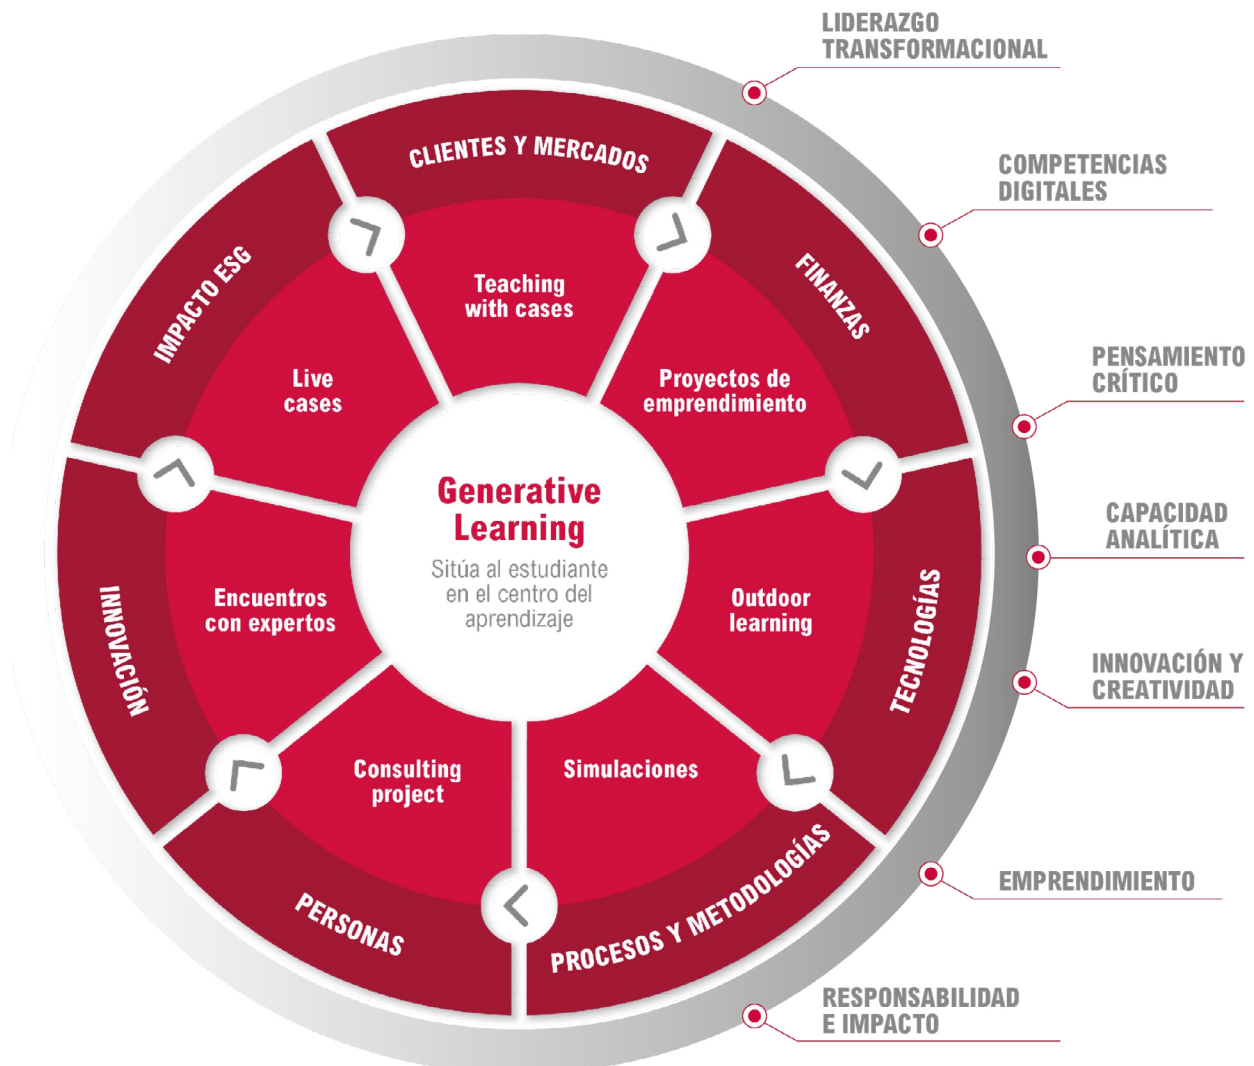 LIDERAZGO
TRANSFORMACIONAL
COMPETENCIAS
DIGITALES
PENSAMIENTO
CRÍTICO
CAPACIDAD
ANALÍTICA
INNOVACIÓN Y
CREATIVIDAD
EMPRENDIMIENTO
RESPONSABILIDAD
E IMPACTO
CLIENTES Y MERCADOS
FINANZAS
TECNOLOGÍAS
PROCESOS Y METODOLOGÍAS
PERSONAS
INNOVACIÓN
IMPACTO ESG
Teaching
with cases
Proyectos de
emprendimiento
Outdoor
learning
Simulaciones
Consulting
project
Encuentros
con expertos
Live
cases
Generative
Learning
Sitúa al estudiante
en el centro del
aprendizaje